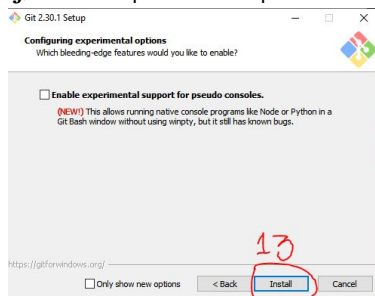 Git 2.30.1 Setup
Configuring experimental options
Which bleeding-edge features would you like to enable?
Enable experimental support for pseudo consoles.
(NEW!) This allows running native console programs like Node or Python in a
Git Bash window without using winpty, but it still has known bugs.
13
https://gitforwindows.org/
Only show new options
< Back
Install
Cancel